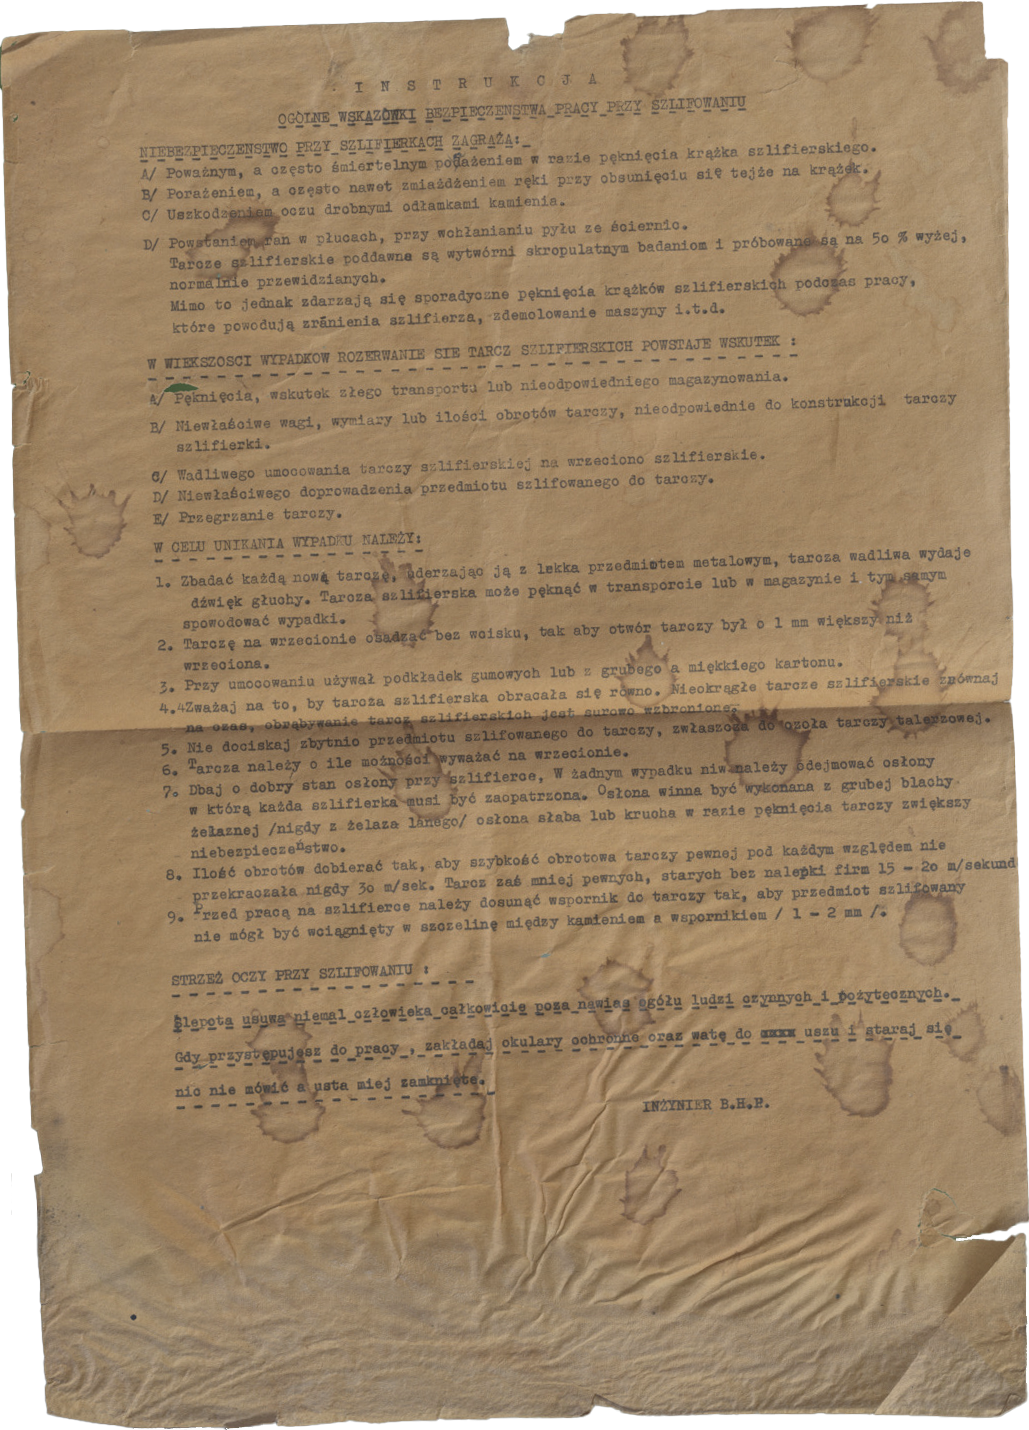 I N S T R U K C J A
OGÓLNE WSKAZÓWKI BEZPIECZENSTWA PRACY PRZY SZLIFOWANIU
NIEBEZPIECZENSTWO PRZY SZLIFIERKACH ZAGRAŻA:
A/ Poważnym, a często śmiertelnym porażeniem w razie pęknięcia krążka szlifierskiego.
B/ Porażeniem, a często nawet zmiażdżeniem ręki przy obsunięciu się tejże na krążek.
C/ Uszkodzeniem oczu drobnymi odłamkami kamienia.
D/ Powstaniem ran w płucach, przy wchłanianiu pyłu ze ściernic.
Tarcze szlifierskie poddawne są wytwórni skropulatnym badaniom i próbowane są na 5o % wyżej,
normalnie przewidzianych.
Mimo to jednak zdarzają się sporadyczne pęknięcia krążków szlifierskich podczas pracy,
które powodują zránienia szlifierza, zdemolowanie maszyny i.t.d.
W WIEKSZOSCI WYPADKOW ROZERWANIE SIE TARCZ SZLIFIERSKICH POWSTAJE WSKUTEK :
A/ Pęknięcia, wskutek złego transportu lub nieodpowiedniego magazynowania.
B/ Niewłaściwe wagi, wymiary lub ilości obrotów tarczy, nieodpowiednie do konstrukcji tarczy
szlifierki.
C/ Wadliwego umocowania tarczy szlifierskiej na wrzeciono szlifierskie.
D/ Niewłaściwego doprowadzenia przedmiotu szlifowanego do tarczy.
E/ Przegrzanie tarczy.
W CELU UNIKANIA WYPADKU NALEŻY:
1. Zbadać każdą nową tarczę, uderzając ją z lekka przedmiotem metalowym, tarcza wadliwa wydaje
dźwięk głuchy. Tarcza szlifierska może pęknąć w transporcie lub w magazynie i tym samym
spowodować wypadki.
2. Tarczę na wrzecionie osadzać bez wcisku, tak aby otwór tarczy był o 1 mm większy niż
wrzeciona.
3. Przy umocowaniu używał podkładek gumowych lub z grubego a miękkiego kartonu.
4.4Zważaj na to, by tarcza szlifierska obracała się równo. Nieokrągłe tarcze szlifierskie zrównaj
na czas, obrąbywanie tarcz szlifierskich jest surowo wzbronione.
5. Nie dociskaj zbytnio przedmiotu szlifowanego do tarczy, zwłaszcza do czoła tarczy talerzowej.
6. Tarcza należy o ile możności wyważać na wrzecionie.
7. Dbaj o dobry stan osłony przy szlifierce, W żadnym wypadku niw należy odejmować osłony
w którą każda szlifierka musi być zaopatrzona. Osłona winna być wykonana z grubej blachy
żelaznej /nigdy z żelaza lanego/ osłona słaba lub krucha w razie pęknięcia tarczy zwiększy
niebezpieczeństwo.
8. Ilość obrotów dobierać tak, aby szybkość obrotowa tarczy pewnej pod każdym względem nie
przekraczała nigdy 3o m/sek. Tarcz zaś mniej pewnych, starych bez nalepki firm 15 - 2o m/sekund
9. Przed pracą na szlifierce należy dosunąć wspornik do tarczy tak, aby przedmiot szlifowany
nie mógł być wciągnięty w szczelinę między kamieniem a wspornikiem / 1 - 2 mm /.
STRZEŻ OCZY PRZY SZLIFOWANIU :
Ślepota usuwa niemal człowieka całkowicie poza nawias ogółu ludzi czynnych i pożytecznych.
Gdy przystępujesz do pracy , zakładaj okulary ochronne oraz watę do xxxx uszu i staraj się
nic nie mówić a usta miej zamknięte.
INŻYNIER B.H.P.